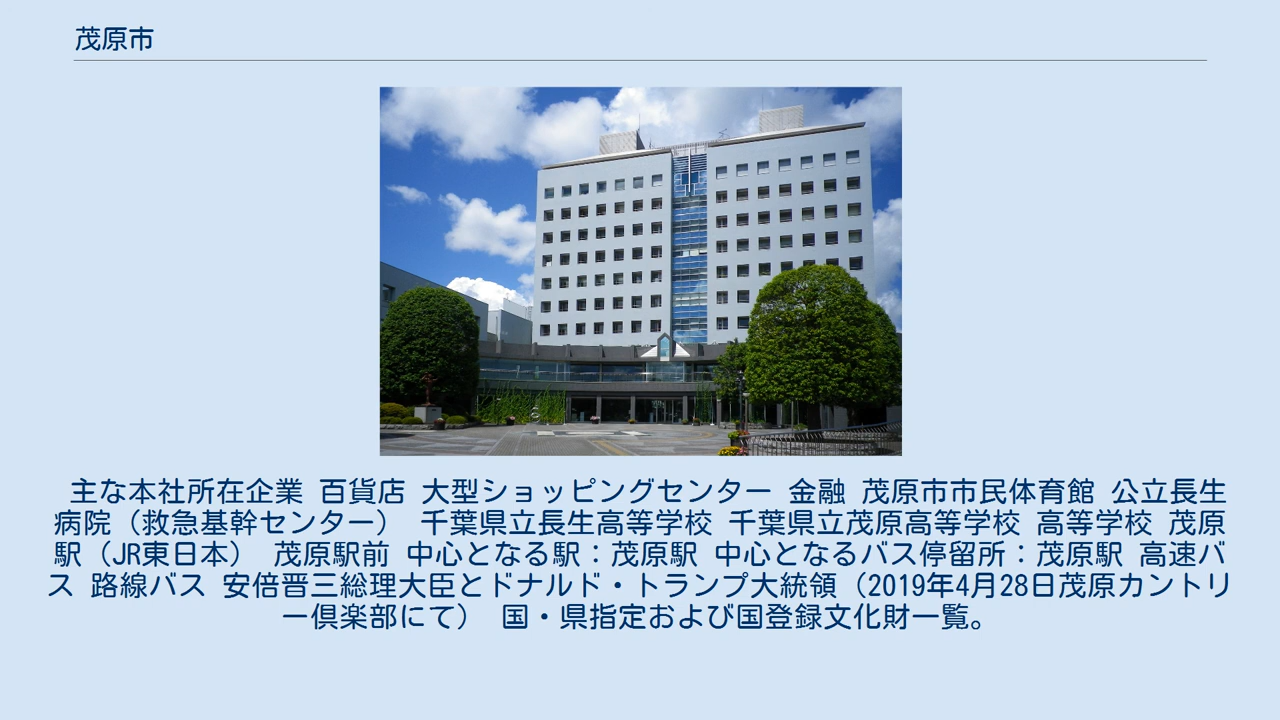 茂原市
主な本社所在企業 百貨店 大型ショッピングセンター 金融 茂原市市民体育館 公立長生
病院（救急基幹センター） 千葉県立長生高等学校 千葉県立茂原高等学校 高等学校 茂原
駅（JR東日本） 茂原駅前 中心となる駅：茂原駅 中心となるバス停留所：茂原駅 高速バ
ス 路線バス 安倍晋三総理大臣とドナルド・トランプ大統領（2019年4月28日茂原カントリ
ー倶楽部にて） 国・県指定および国登録文化財一覧。